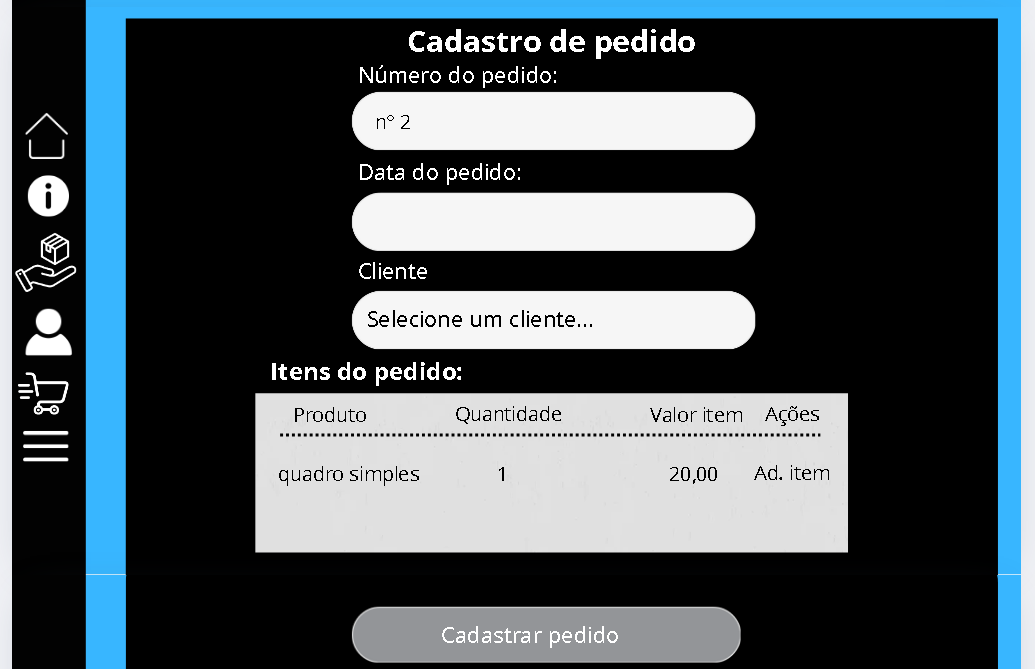 Cadastro de pedido
Número do pedido:
nº 2
Data do pedido:
Cliente
Selecione um cliente...
Itens do pedido:
Produto Quantidade Valor item Ações
quadro simples 1 20,00 Ad. item
Cadastrar pedido